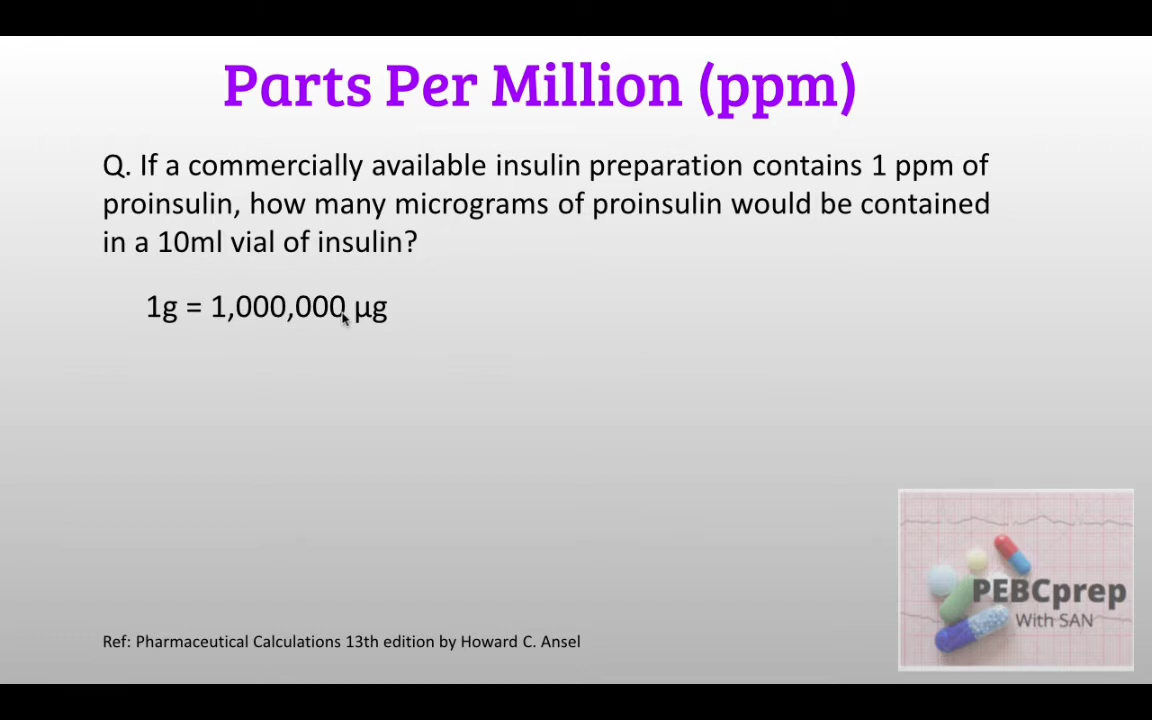 Parts Per Million (ppm)
Q. If a commercially available insulin preparation contains 1 ppm of
proinsulin, how many micrograms of proinsulin would be contained
in a 10ml vial of insulin?
1g = 1,000,000 µg
PEBCprep
With SAN
Ref: Pharmaceutical Calculations 13th edition by Howard C. Ansel